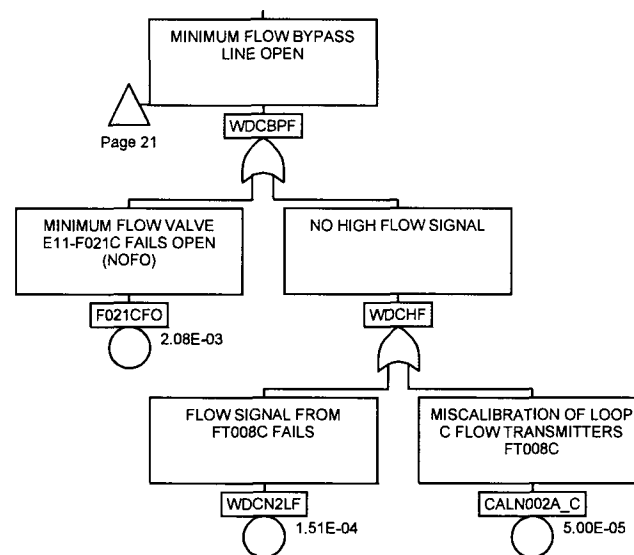 MINIMUM FLOW BYPASS
LINE OPEN
Page 21
WDCBPF
MINIMUM FLOW VALVE
E11-F021C FAILS OPEN
(NOFO)
NO HIGH FLOW SIGNAL
F021CFO
2.08E-03
WDCHF
FLOW SIGNAL FROM
FT008C FAILS
MISCALIBRATION OF LOOP
C FLOW TRANSMITTERS
FT008C
WDCN2LF
1.51E-04
CALN002A_C
5.00E-05